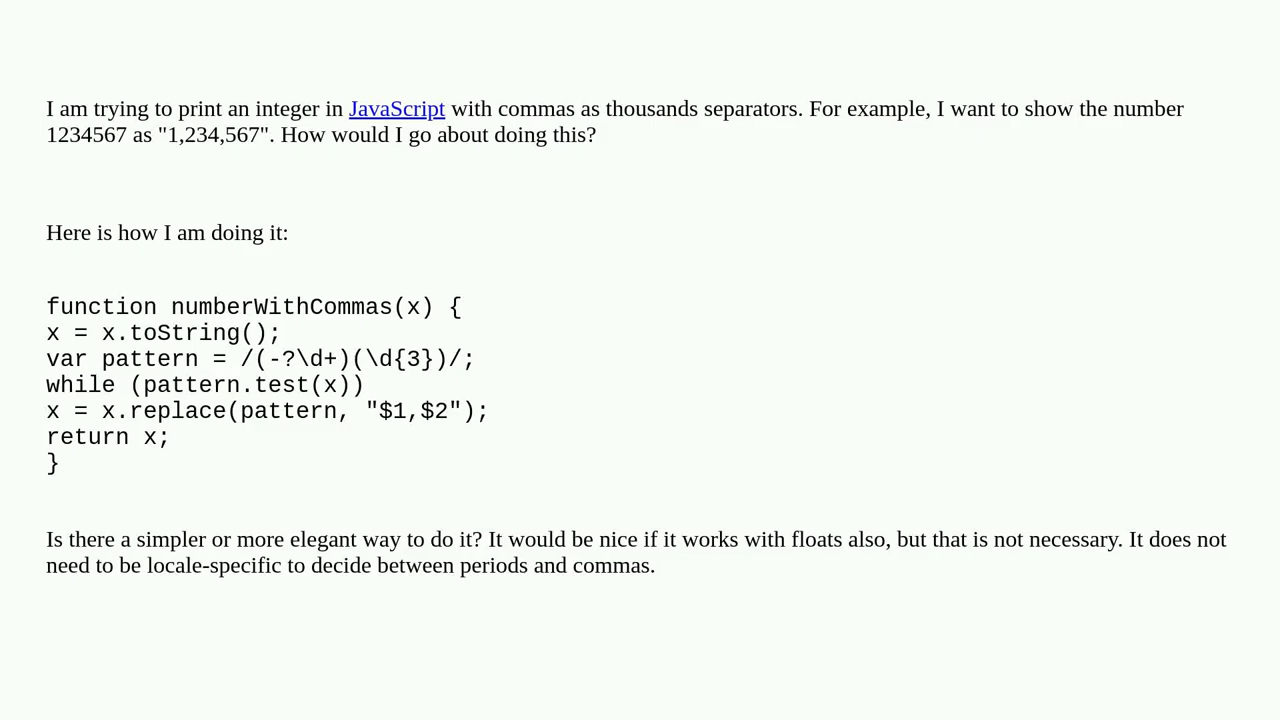 I am trying to print an integer in JavaScript with commas as thousands separators. For example, I want to show the number
1234567 as "1,234,567". How would I go about doing this?
Here is how I am doing it:
function numberWithCommas(x) {
x = x.toString();
var pattern = /(-?\d+)(\d{3})/;
while (pattern.test(x))
x = x.replace(pattern, "$1,$2");
return x;
}
Is there a simpler or more elegant way to do it? It would be nice if it works with floats also, but that is not necessary. It does not
need to be locale-specific to decide between periods and commas.